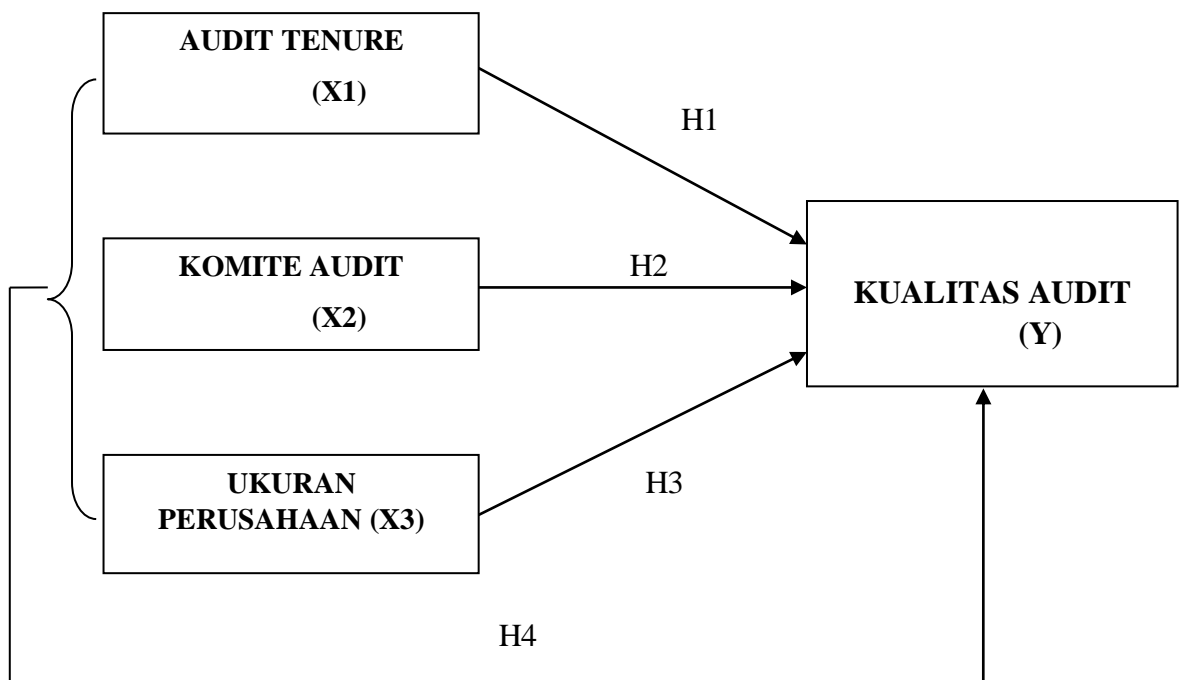 AUDIT TENURE
(X1)
H1
KOMITE AUDIT
(X2)
H2
KUALITAS AUDIT
(Y)
UKURAN
PERUSAHAAN (X3)
H3
H4